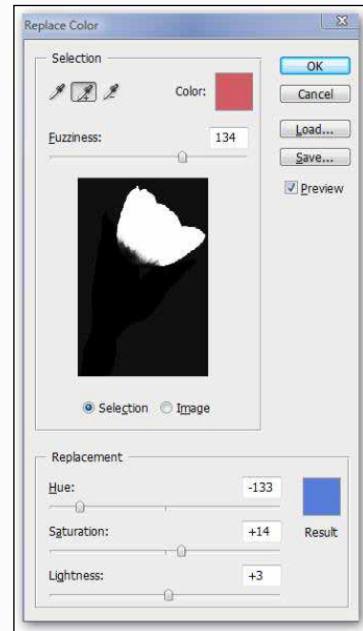 Replace Color
Selection
OK
Color:
Cancel
Fuzziness: 134
Load...
Save...
Preview
Selection Image
Replacement
Hue: -133
Saturation: +14 Result
Lightness: +3